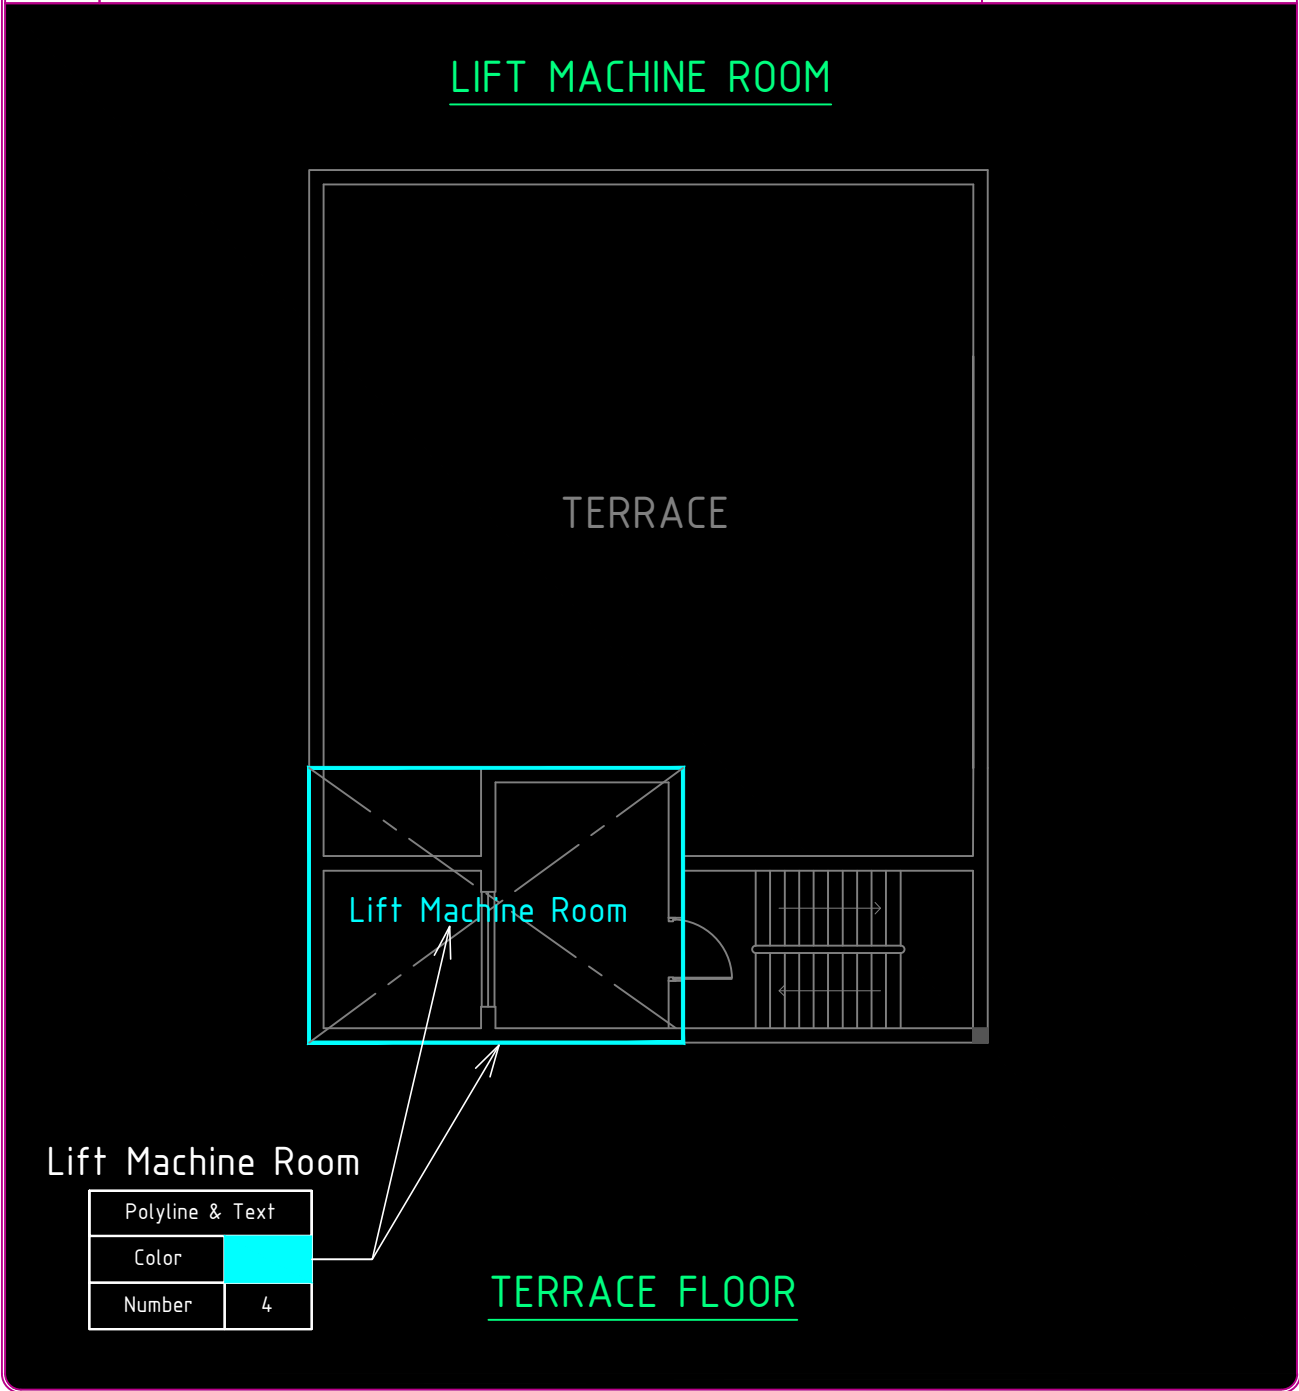 LIFT MACHINE ROOM
TERRACE
Lift Machine Room
Lift Machine Room
Polyline & Text
Color
Number 4
TERRACE FLOOR